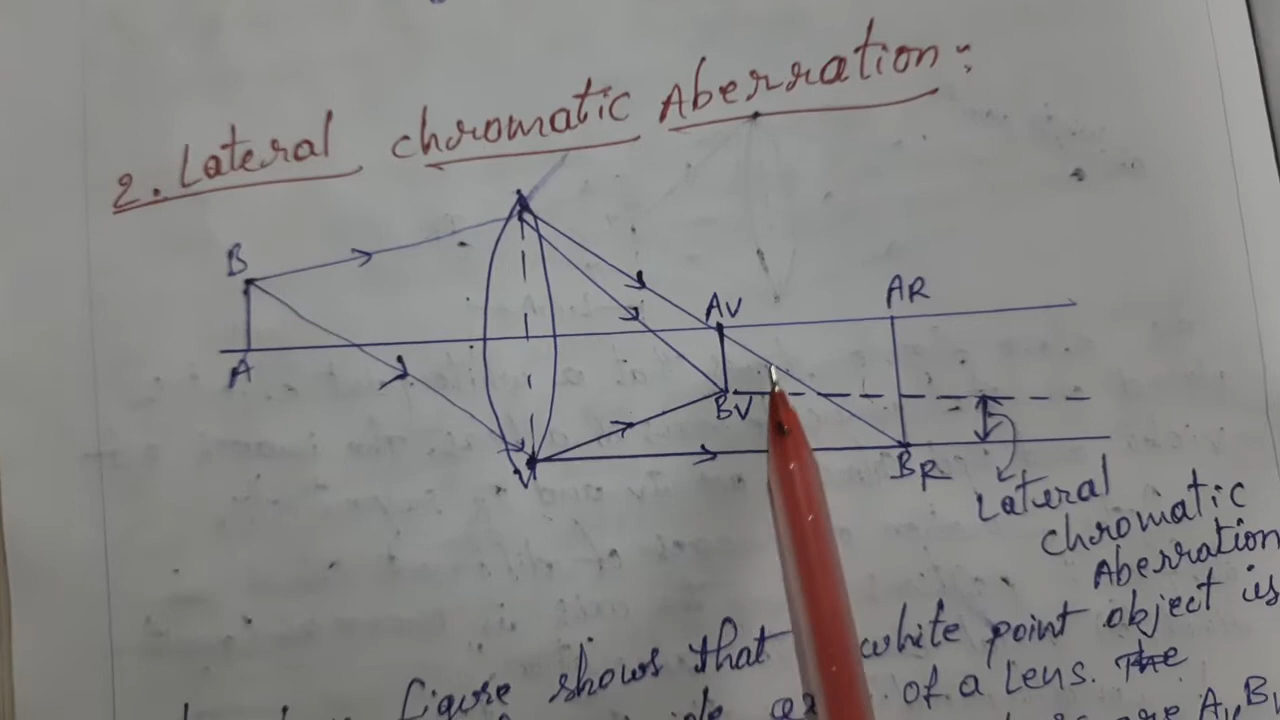 2. Lateral chromatic Aberration:
B
A
AV
AR
BV
BR
Lateral
chromatic
Aberration
figure shows that white point object is
of a Lens. The